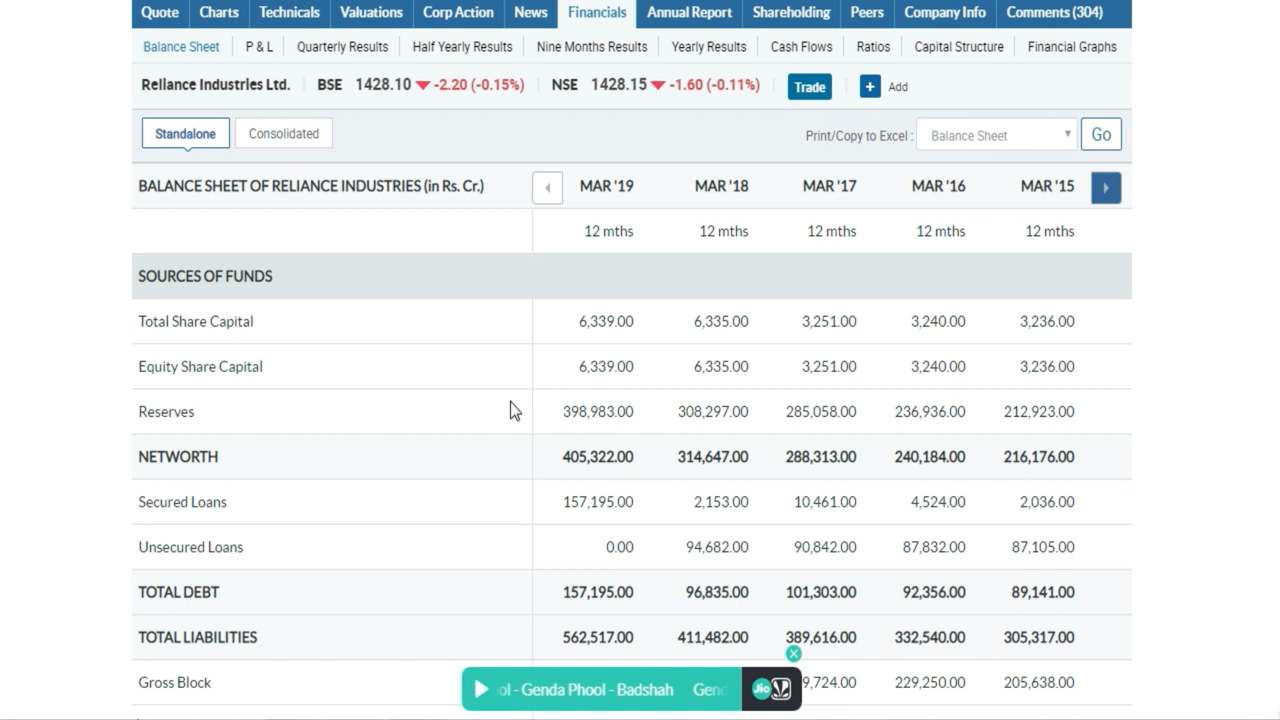 Quote Charts Technicals Valuations Corp Action News Financials Annual Report Shareholding Peers Company Info Comments (304)
Balance Sheet P & L Quarterly Results Half Yearly Results Nine Months Results Yearly Results Cash Flows Ratios Capital Structure Financial Graphs
Reliance Industries Ltd. BSE 1428.10 -2.20 (-0.15%) NSE 1428.15 -1.60 (-0.11%) Trade + Add
Standalone Consolidated Print/Copy to Excel : Balance Sheet Go
BALANCE SHEET OF RELIANCE INDUSTRIES (in Rs. Cr.) MAR '19 MAR '18 MAR '17 MAR '16 MAR '15
12 mths 12 mths 12 mths 12 mths 12 mths
SOURCES OF FUNDS
Total Share Capital 6,339.00 6,335.00 3,251.00 3,240.00 3,236.00
Equity Share Capital 6,339.00 6,335.00 3,251.00 3,240.00 3,236.00
Reserves 398,983.00 308,297.00 285,058.00 236,936.00 212,923.00
NETWORTH 405,322.00 314,647.00 288,313.00 240,184.00 216,176.00
Secured Loans 157,195.00 2,153.00 10,461.00 4,524.00 2,036.00
Unsecured Loans 0.00 94,682.00 90,842.00 87,832.00 87,105.00
TOTAL DEBT 157,195.00 96,835.00 101,303.00 92,356.00 89,141.00
TOTAL LIABILITIES 562,517.00 411,482.00 389,616.00 332,540.00 305,317.00
Gross Block 9,724.00 229,250.00 205,638.00
ol - Genda Phool - Badshah Gen Jio